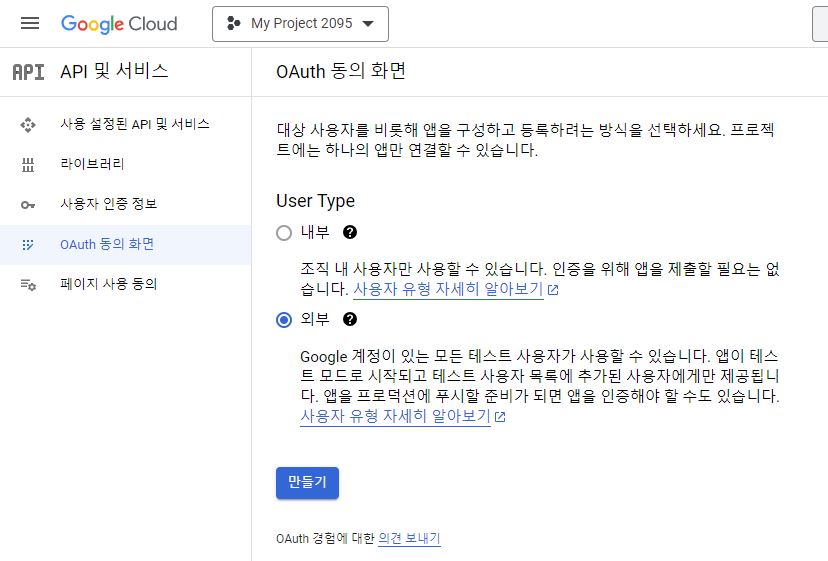 Google Cloud
My Project 2095
API
API 및 서비스
OAuth 동의 화면
사용 설정된 API 및 서비스
라이브러리
사용자 인증 정보
OAuth 동의 화면
페이지 사용 동의
대상 사용자를 비롯해 앱을 구성하고 등록하려는 방식을 선택하세요. 프로젝
트에는 하나의 앱만 연결할 수 있습니다.
User Type
내부
조직 내 사용자만 사용할 수 있습니다. 인증을 위해 앱을 제출할 필요는 없
습니다. 사용자 유형 자세히 알아보기
외부
Google 계정이 있는 모든 테스트 사용자가 사용할 수 있습니다. 앱이 테스
트 모드로 시작되고 테스트 사용자 목록에 추가된 사용자에게만 제공됩니
다. 앱을 프로덕션에 푸시할 준비가 되면 앱을 인증해야 할 수도 있습니다.
사용자 유형 자세히 알아보기
만들기
OAuth 경험에 대한 의견 보내기